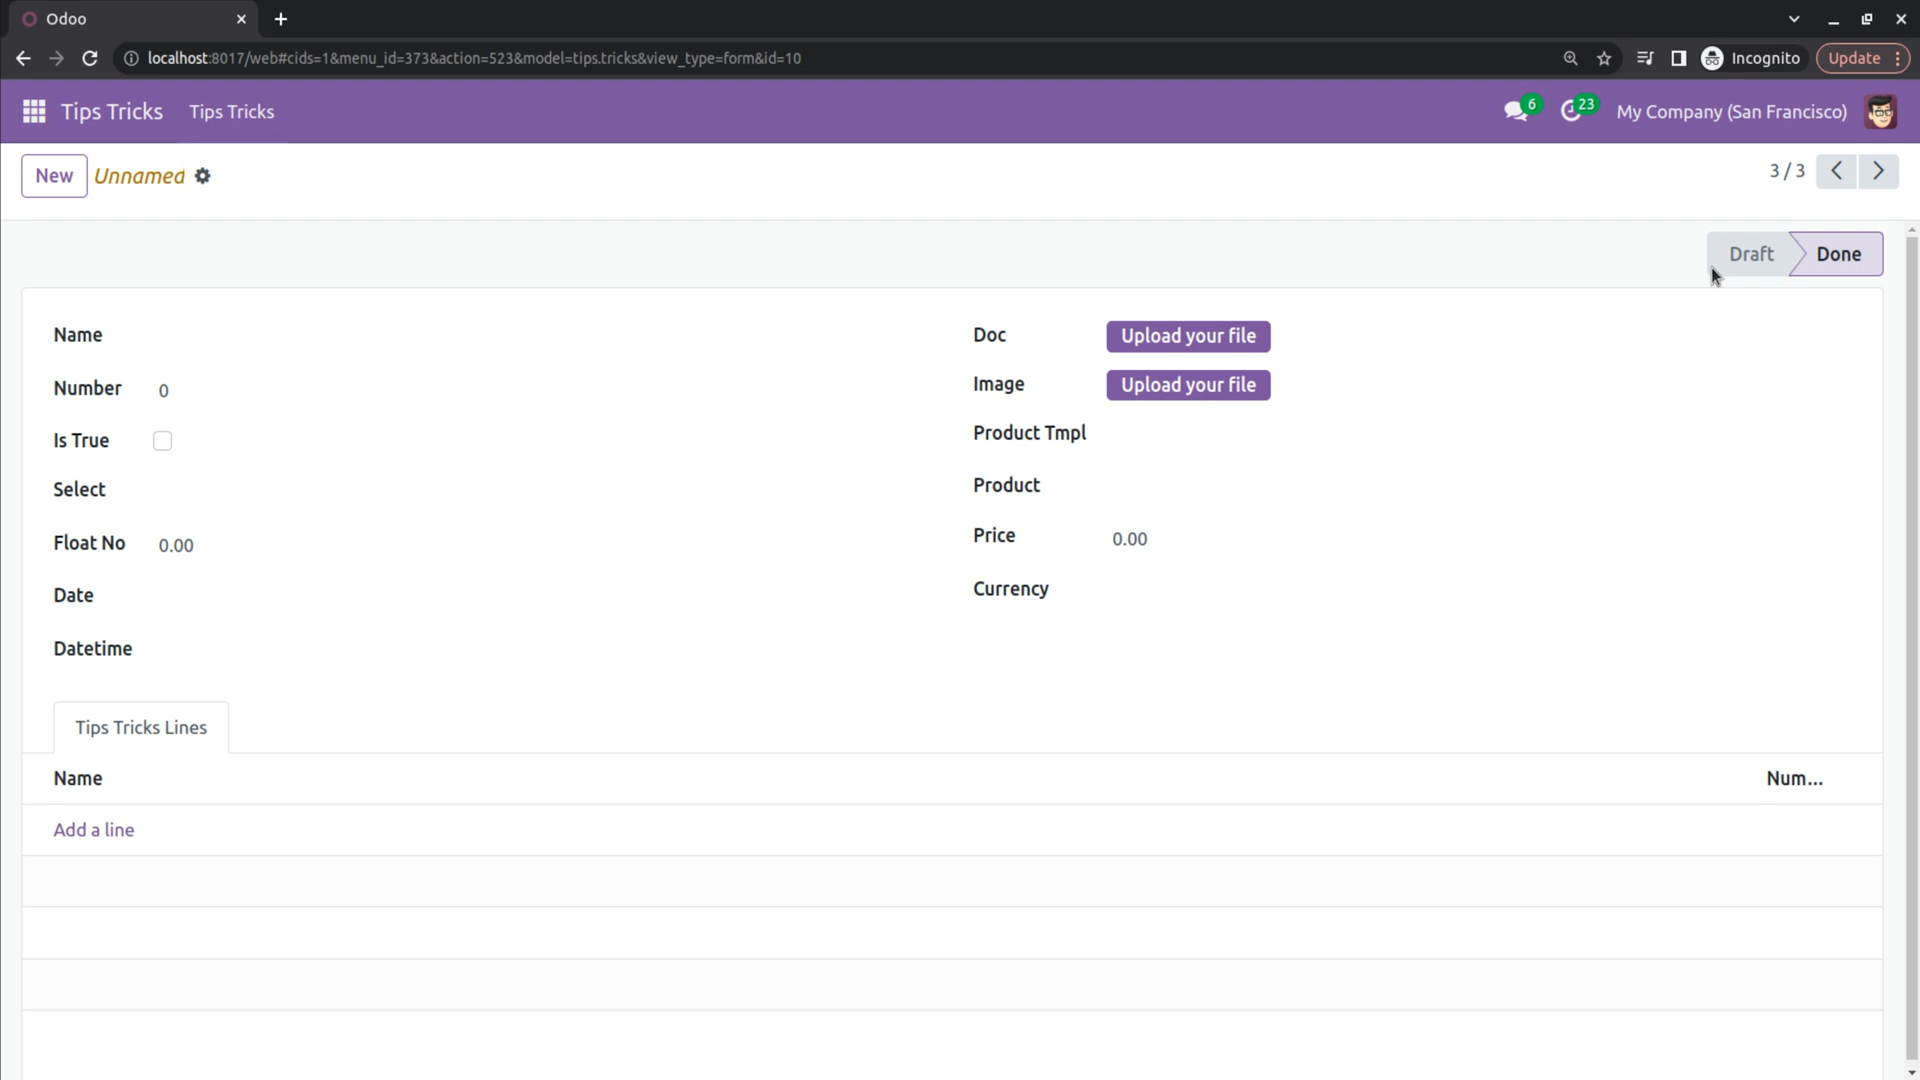 Odoo
localhost:8017/web#cids=1&menu_id=373&action=523&model=tips.tricks&view_type=form&id=10
Incognito
Update
Tips Tricks
Tips Tricks
6
23
My Company (San Francisco)
New
Unnamed
3 / 3
Draft
Done
Name
Number 0
Is True
Select
Float No 0.00
Date
Datetime
Doc Upload your file
Image Upload your file
Product Tmpl
Product
Price 0.00
Currency
Tips Tricks Lines
Name Num...
Add a line